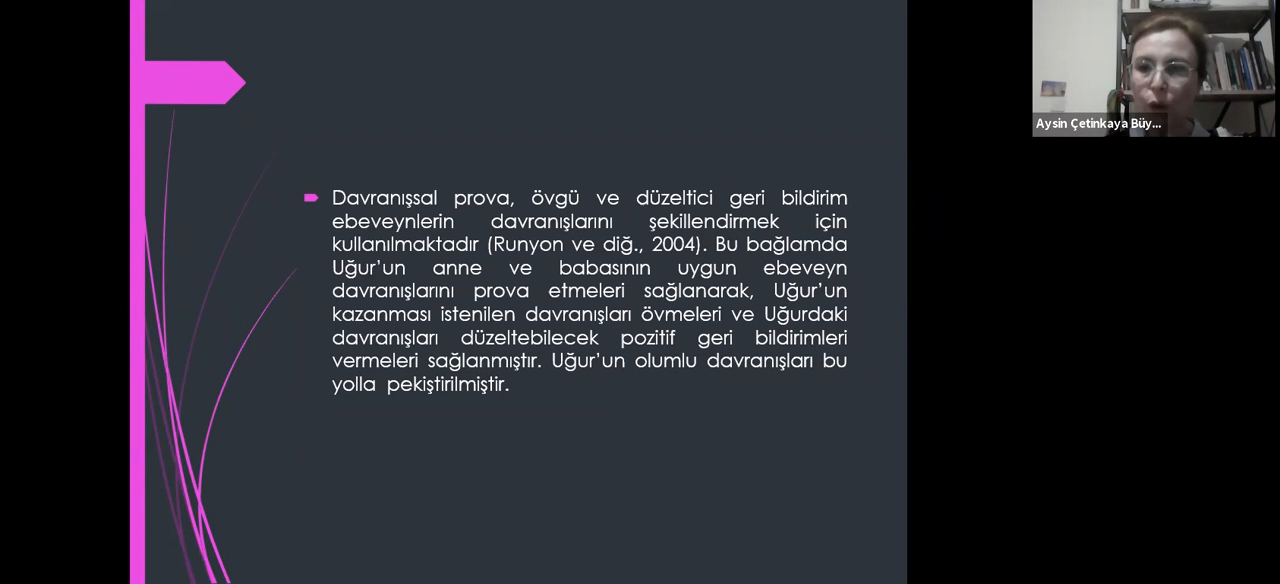 Davranışsal prova, övgü ve düzeltici geri bildirim
ebeveynlerin davranışlarını şekillendirmek için
kullanılmaktadır (Runyon ve diğ., 2004). Bu bağlamda
Uğur’un anne ve babasının uygun ebeveyn
davranışlarını prova etmeleri sağlanarak, Uğur’un
kazanması istenilen davranışları övmeleri ve Uğurdaki
davranışları düzeltebilecek pozitif geri bildirimleri
vermeleri sağlanmıştır. Uğur’un olumlu davranışları bu
yolla pekiştirilmiştir.
Aysin Çetinkaya Büy...